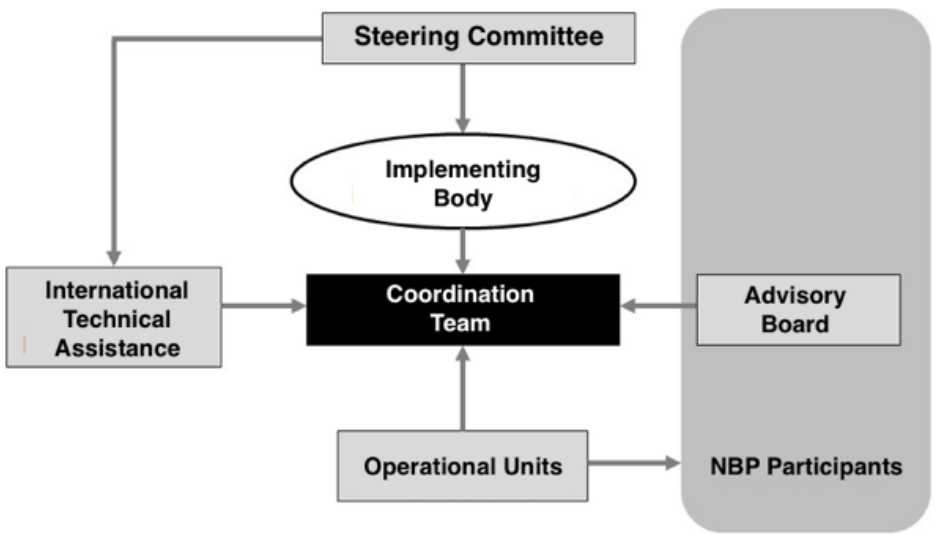 Steering Committee
Implementing
Body
International
Technical
Assistance
Coordination
Team
Advisory
Board
Operational Units
NBP Participants